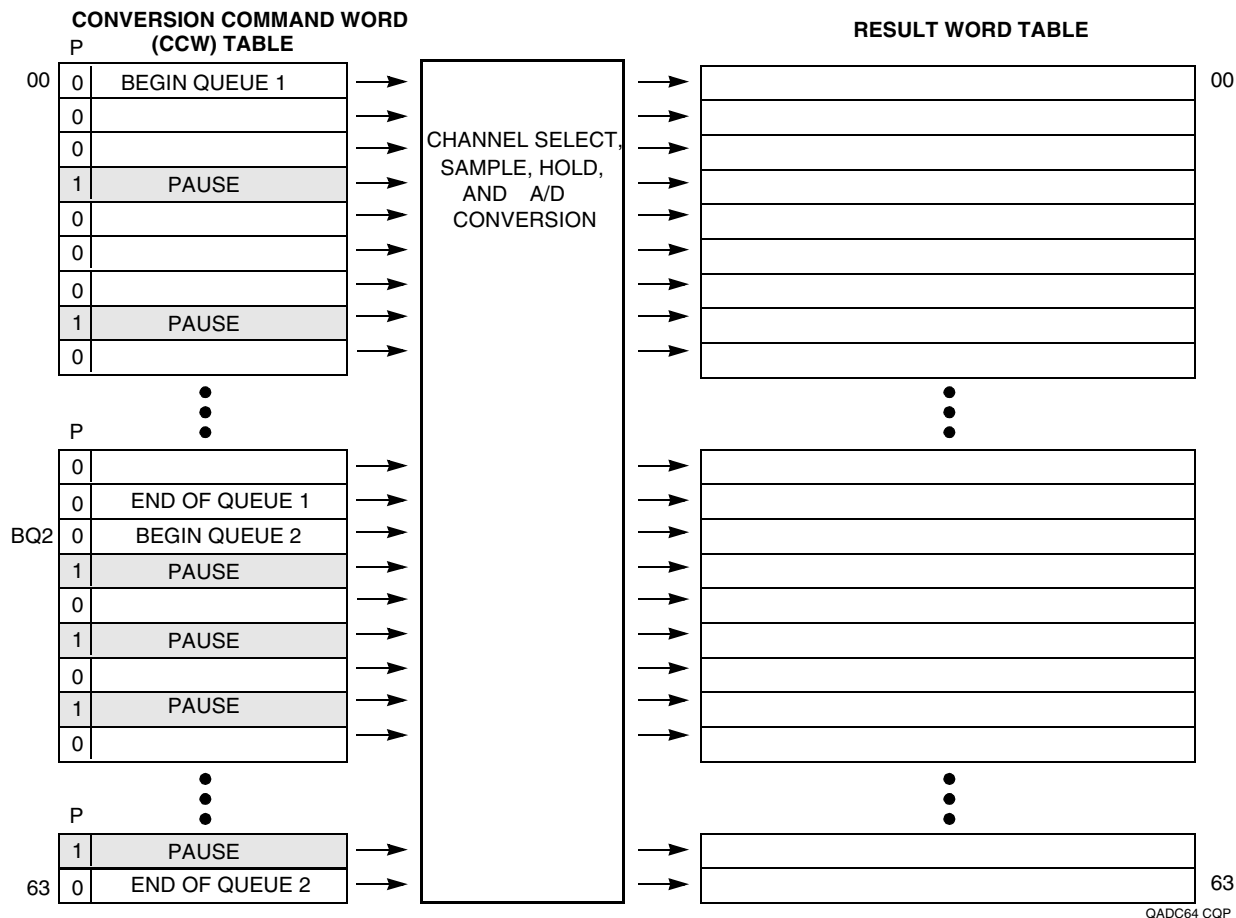 CONVERSION COMMAND WORD
(CCW) TABLE
RESULT WORD TABLE
P
00 0 BEGIN QUEUE 1 00
0
0
1 PAUSE
0
0
0
1 PAUSE
0
CHANNEL SELECT,
SAMPLE, HOLD,
AND A/D
CONVERSION
P
0
0 END OF QUEUE 1
BQ2 0 BEGIN QUEUE 2
1 PAUSE
0
1 PAUSE
0
1 PAUSE
0
P
1 PAUSE
63 0 END OF QUEUE 2 63
QADC64 CQP